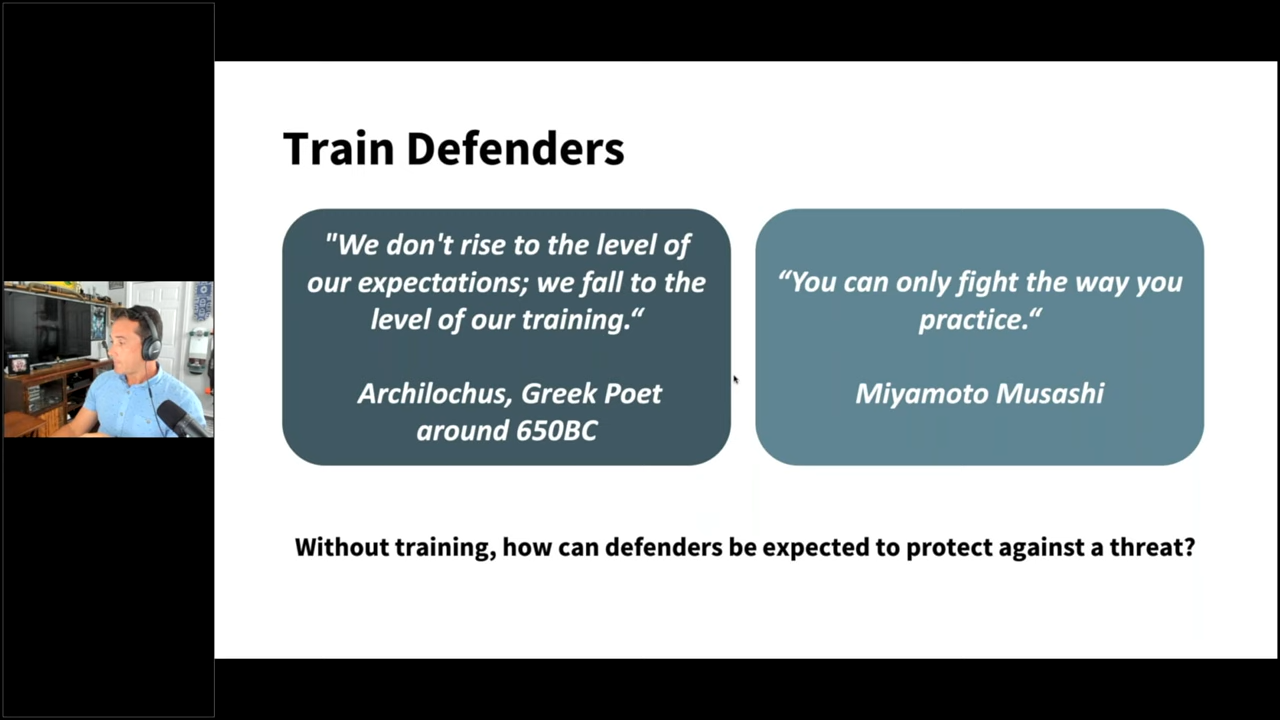 Train Defenders
"We don't rise to the level of
our expectations; we fall to the
level of our training.“
Archilochus, Greek Poet
around 650BC
“You can only fight the way you
practice.“
Miyamoto Musashi
Without training, how can defenders be expected to protect against a threat?